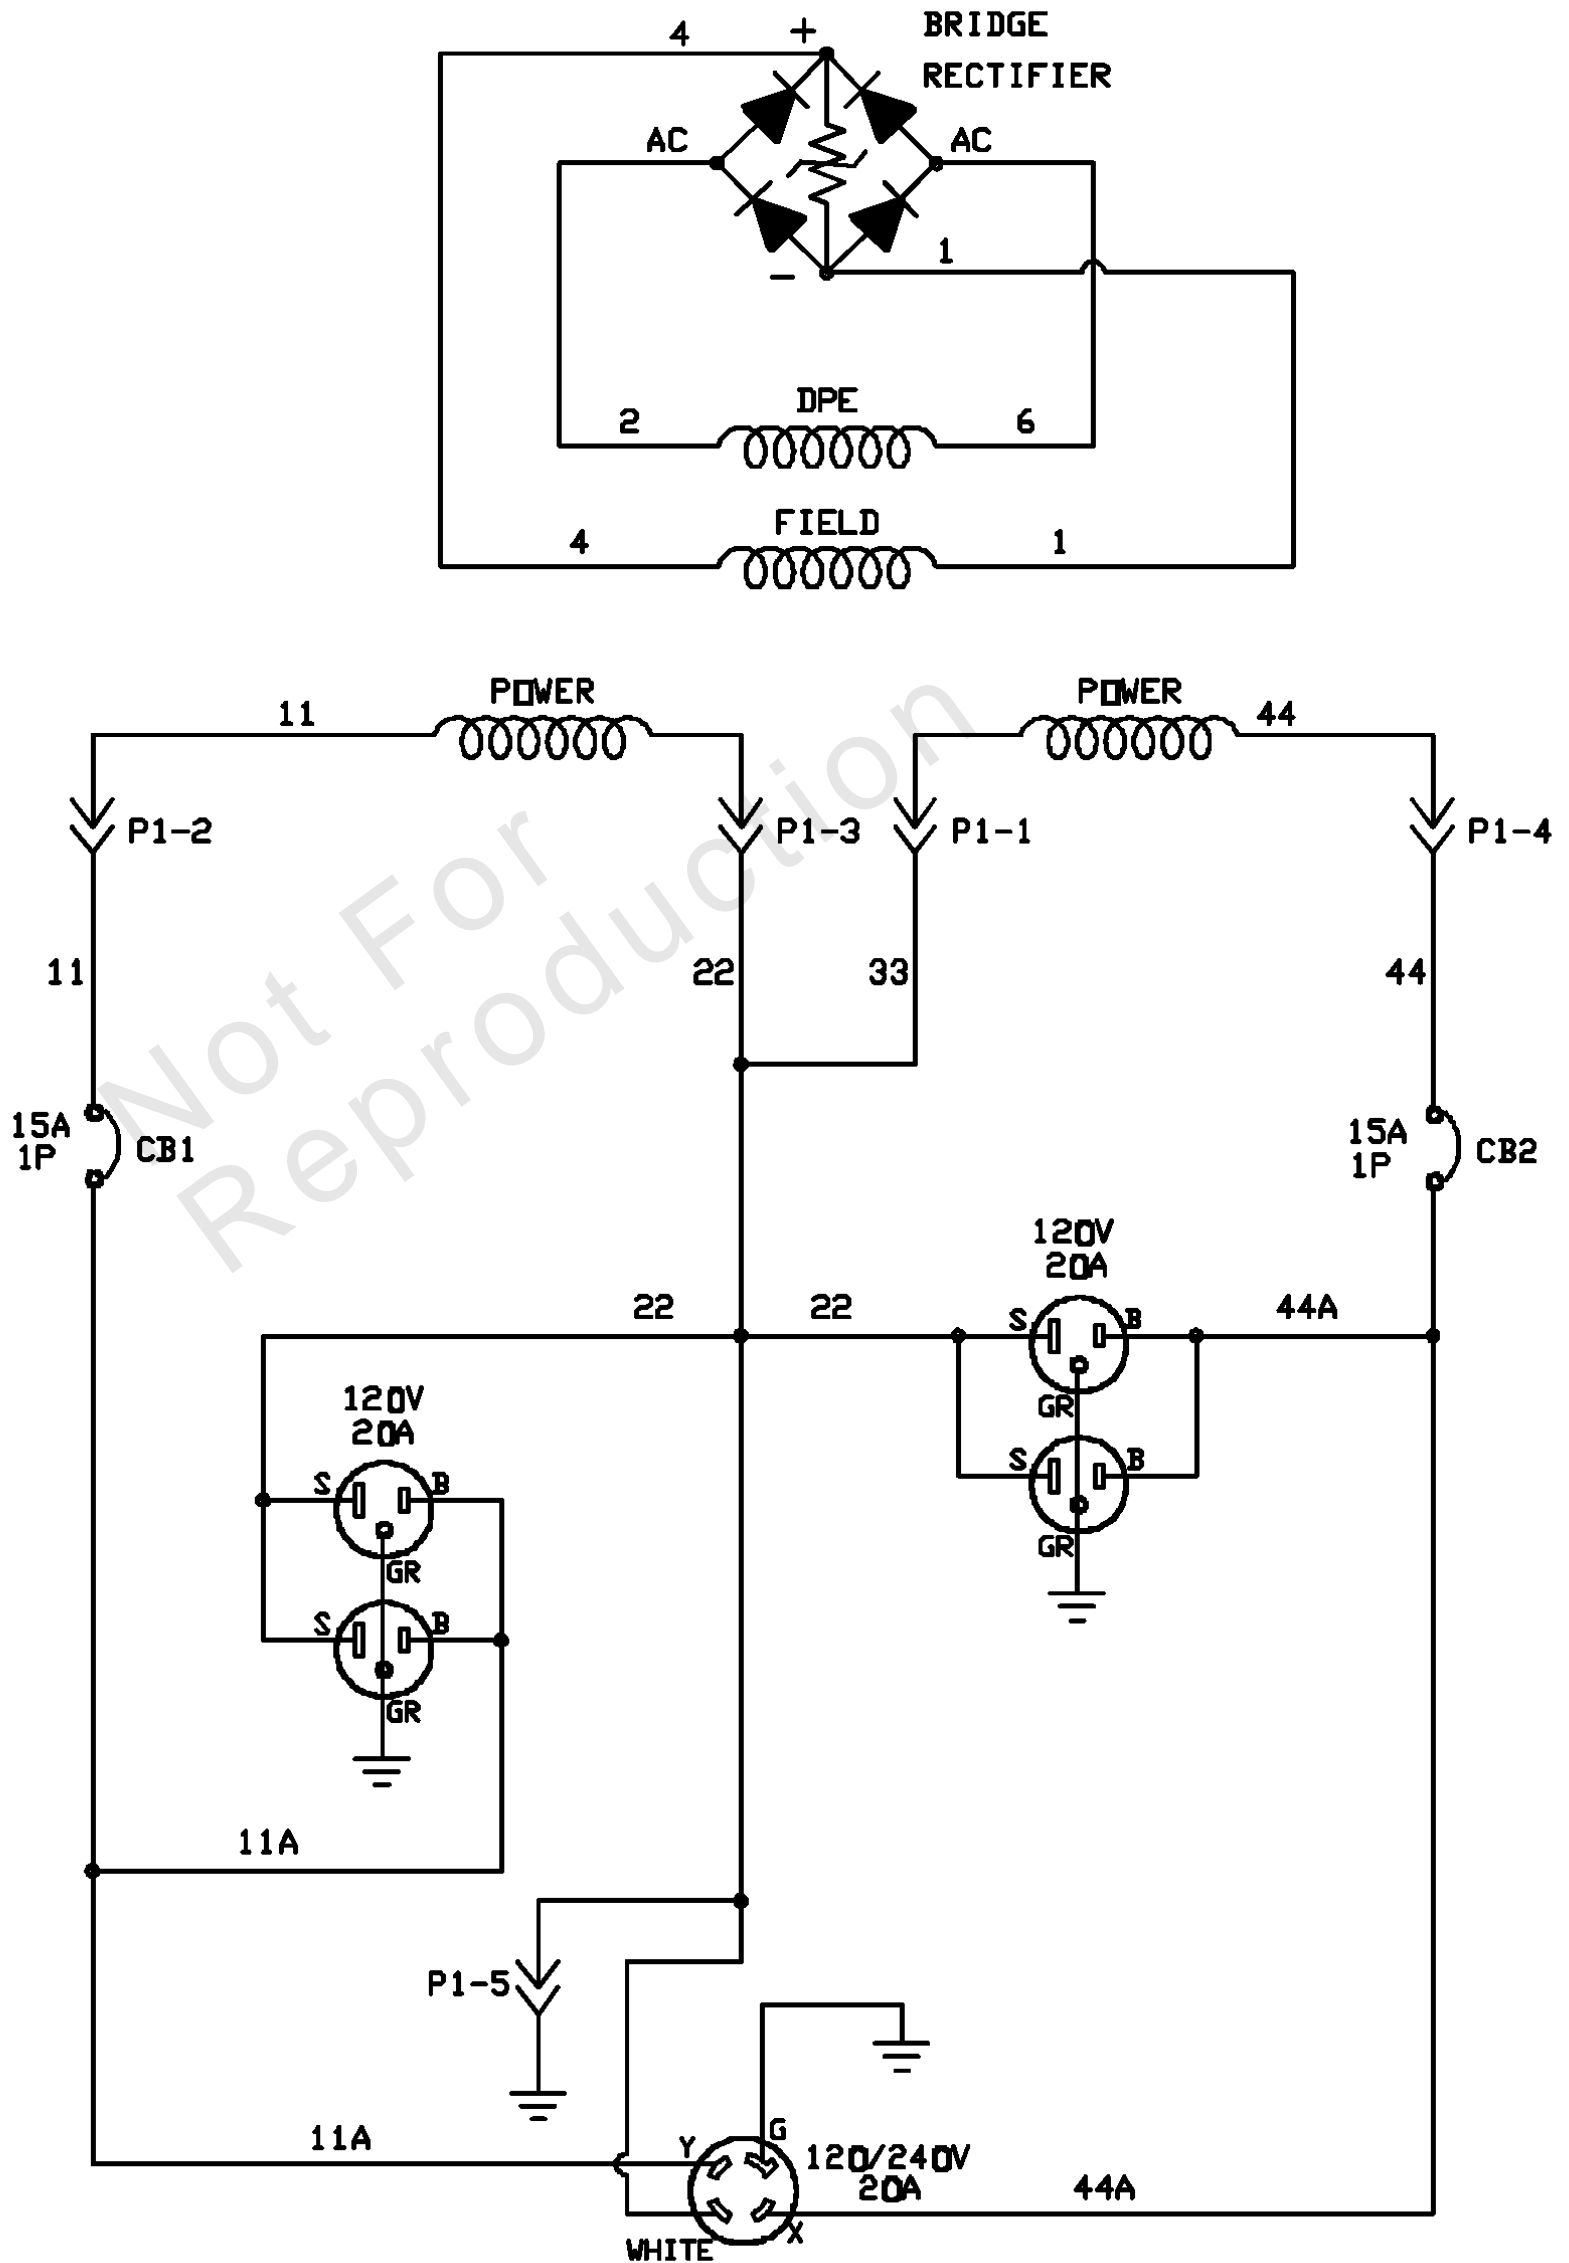 4
+
BRIDGE
RECTIFIER
AC
AC
1
-
DPE
2
6
FIELD
4
1
POWER
POWER
11
44
P1-2
P1-3
P1-1
P1-4
Not For
Reproduction
11
22
33
44
15A
1P
CB1
15A
1P
CB2
120V
20A
22
22
S
B
44A
GR
120V
20A
S
B
GR
S
B
GR
S
B
GR
11A
P1-5
G
11A
Y
120/240V
20A
44A
X
WHITE